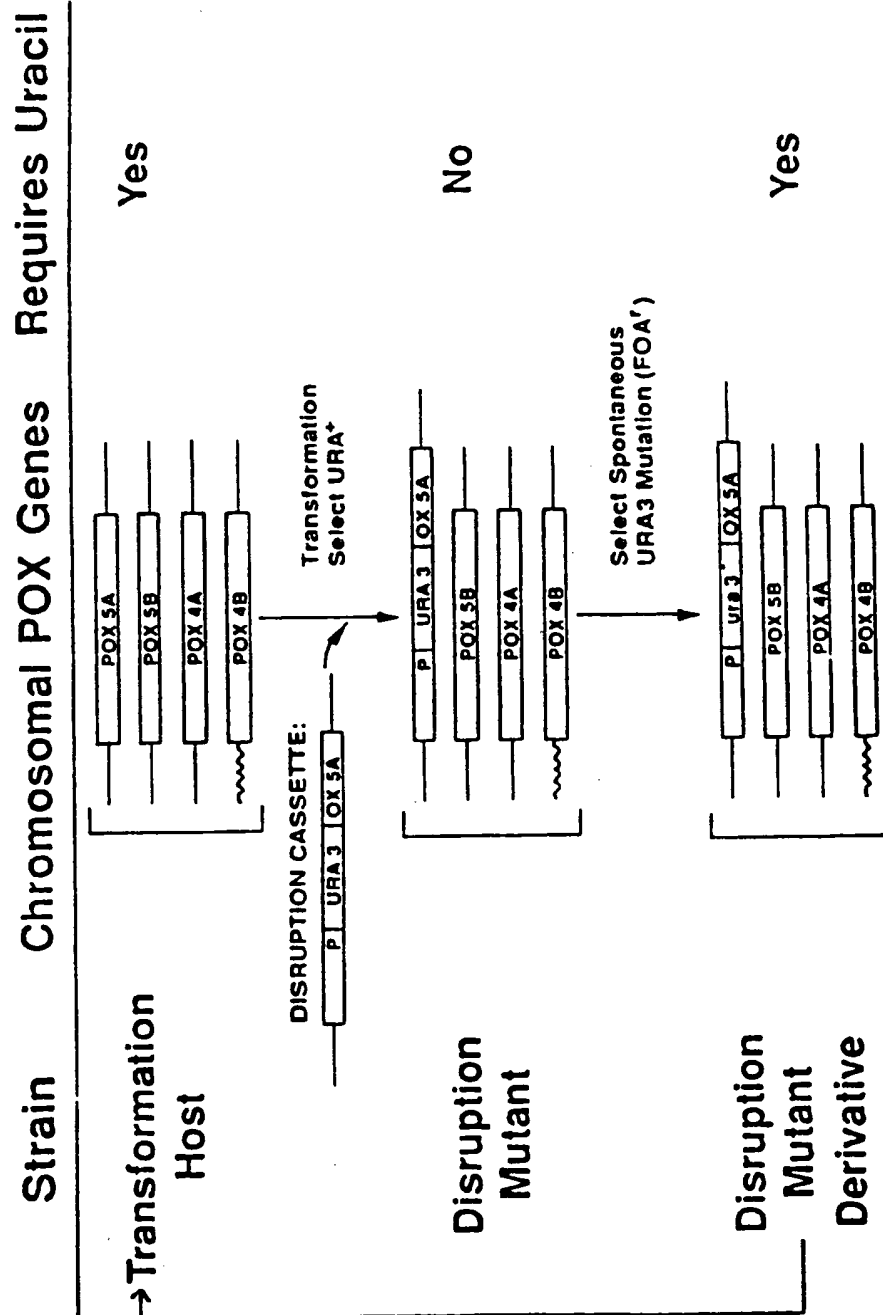 Strain Chromosomal POX Genes Requires Uracil
Transformation
Host
POX 5A
POX 5B
POX 4A
POX 4B
Yes
DISRUPTION CASSETTE:
P URA 3 OX 5A
Transformation
Select URA⁺
Disruption
Mutant
P URA 3 OX 5A
POX 5B
POX 4A
POX 4B
No
Select Spontaneous
URA3 Mutation (FOAʳ)
Disruption
Mutant
Derivative
P ura 3⁻ OX 5A
POX 5B
POX 4A
POX 4B
Yes